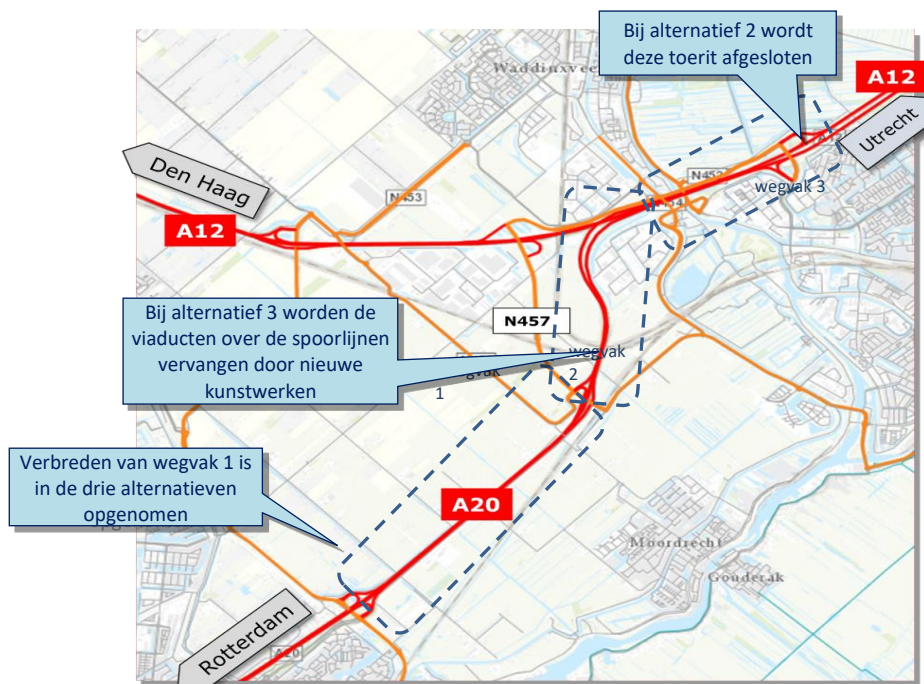 Bij alternatief 2 wordt
deze toerit afgesloten
Waddinxvee
A12
Utrecht
Den Haag
N453
N452
wegvak 3
A12
Bij alternatief 3 worden de
viaducten over de spoorlijnen
vervangen door nieuwe
kunstwerken
N457
wegvak
2
1
Verbreden van wegvak 1 is
in de drie alternatieven
opgenomen
A20
Moordrecht
Gouderak
Rotterdam
A20